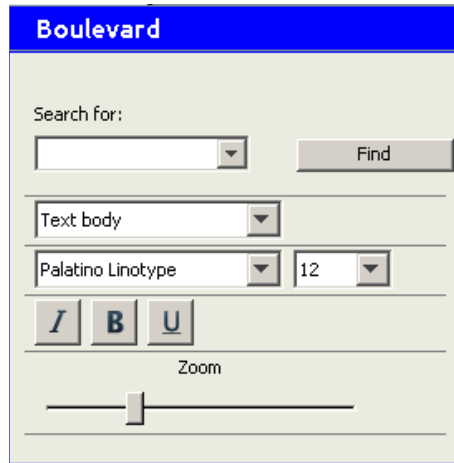 Boulevard
Search for:
Find
Text body
Palatino Linotype 12
I B U
Zoom